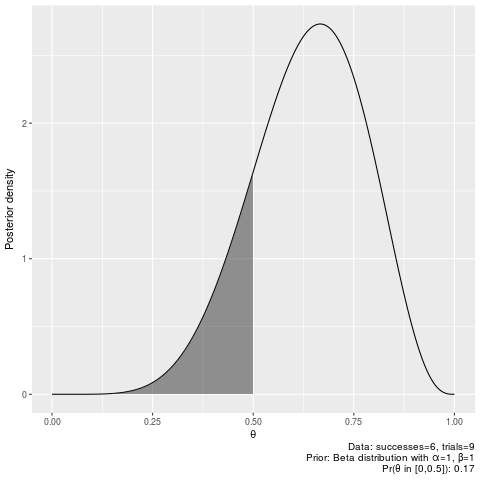 Posterior density
2
1
0
0.00 0.25 0.50 0.75 1.00
θ
Data: successes=6, trials=9
Prior: Beta distribution with α=1, β=1
Pr(θ in [0,0.5]): 0.17